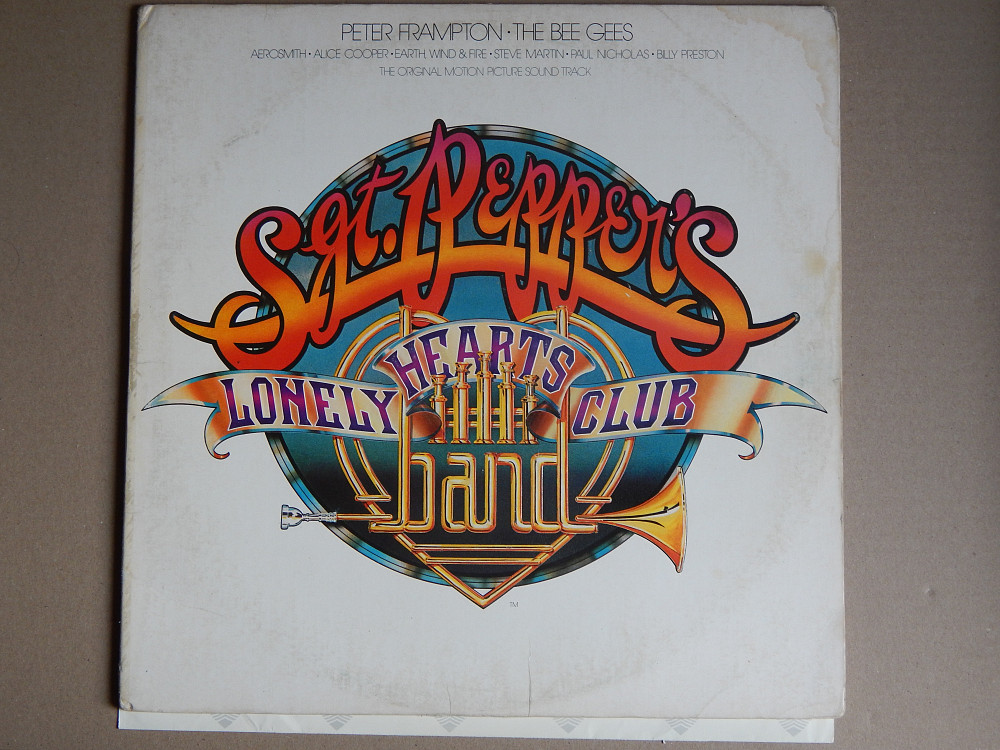 PETER FRAMPTON • THE BEE GEES
AEROSMITH • ALICE COOPER • EARTH, WIND & FIRE • STEVE MARTIN • PAUL NICHOLAS • BILLY PRESTON
THE ORIGINAL MOTION PICTURE SOUND TRACK
Sgt. Pepper's
LONELY HEARTS CLUB
band
TM